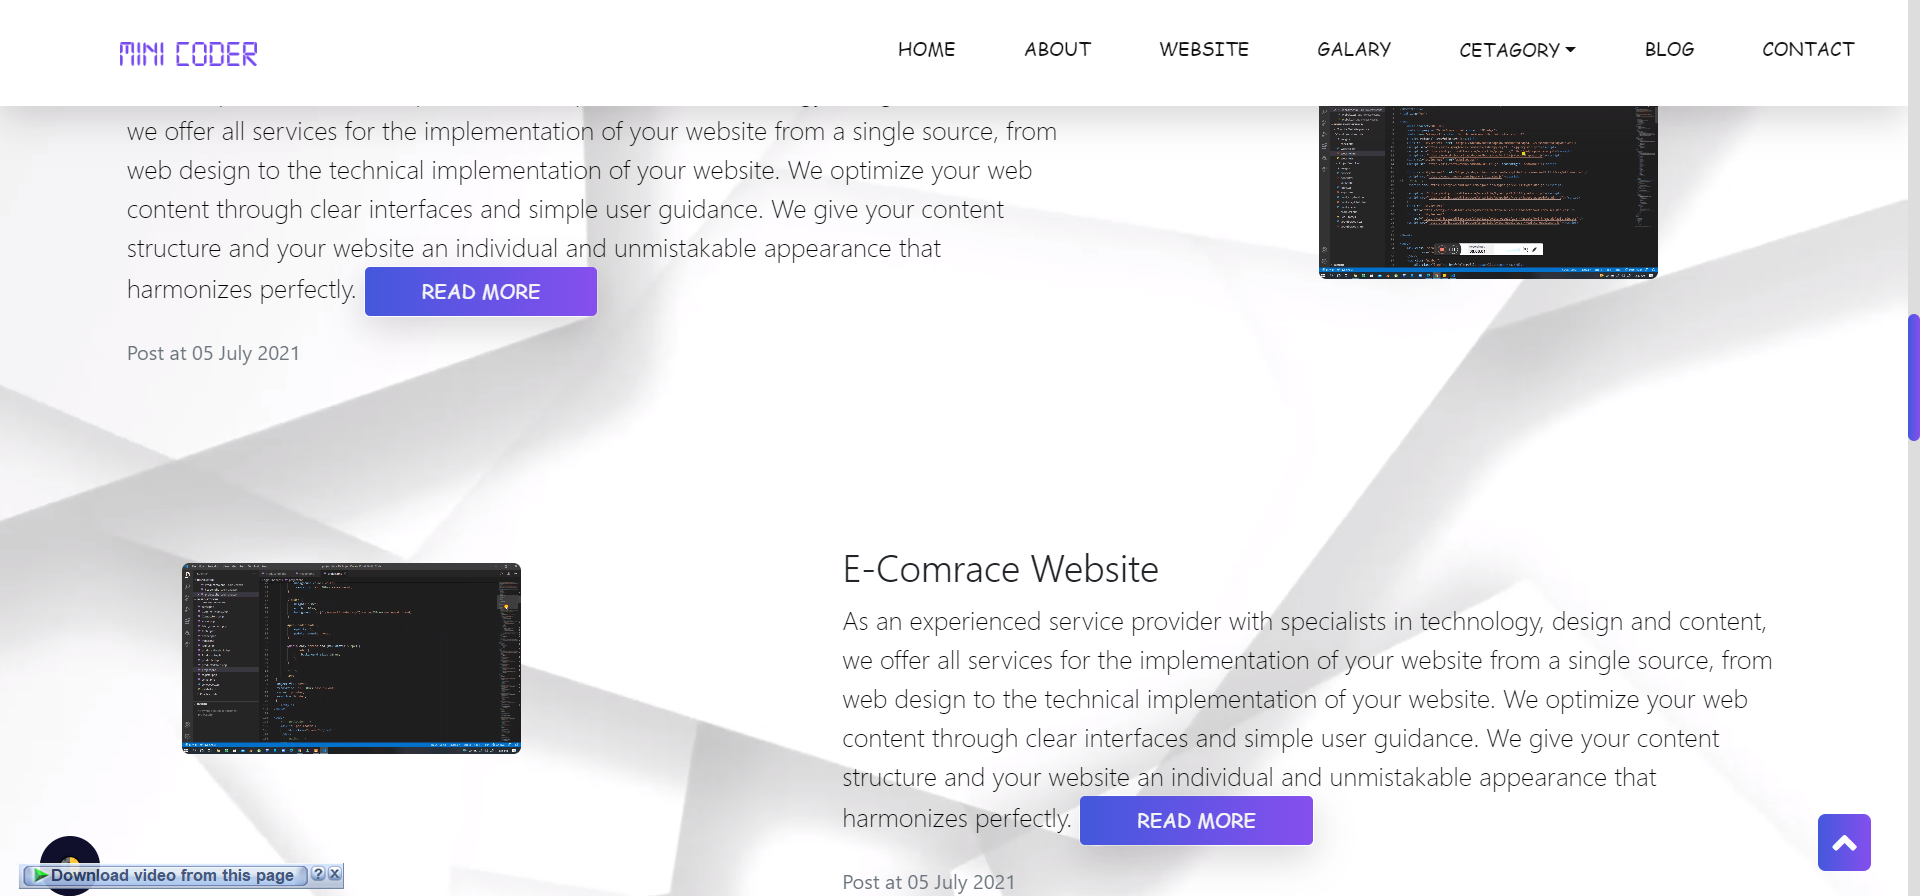 MINI CODER
HOME
ABOUT
WEBSITE
GALARY
CETAGORY
BLOG
CONTACT
we offer all services for the implementation of your website from a single source, from
web design to the technical implementation of your website. We optimize your web
content through clear interfaces and simple user guidance. We give your content
structure and your website an individual and unmistakable appearance that
harmonizes perfectly. READ MORE
Post at 05 July 2021
E-Comrace Website
As an experienced service provider with specialists in technology, design and content,
we offer all services for the implementation of your website from a single source, from
web design to the technical implementation of your website. We optimize your web
content through clear interfaces and simple user guidance. We give your content
structure and your website an individual and unmistakable appearance that
harmonizes perfectly. READ MORE
Post at 05 July 2021
Download video from this page ? X